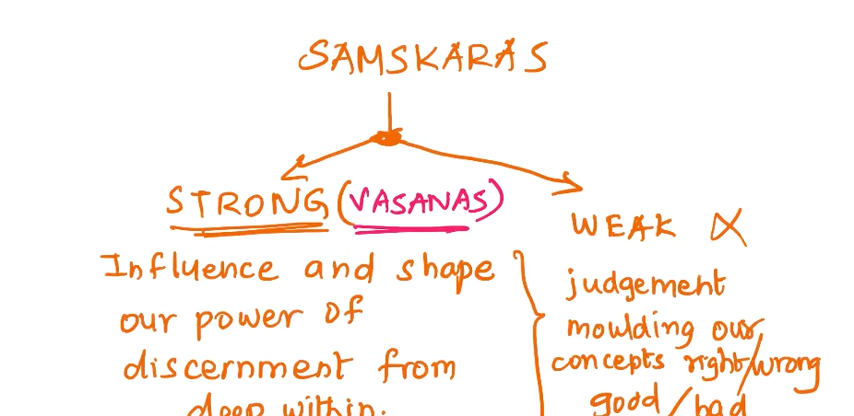 SAMSKARAS
STRONG (VASANAS)
WEAK
Influence and shape
our power of
discernment from
deep within.
judgement
moulding our
concepts right/wrong
good/bad